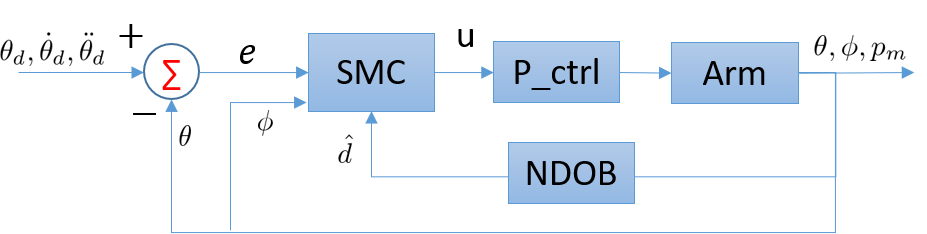 θ_d, θ̇_d, θ̈_d
+
Σ
−
θ
e
ϕ
SMC
d̂
u
P_ctrl
Arm
NDOB
θ, ϕ, p_m